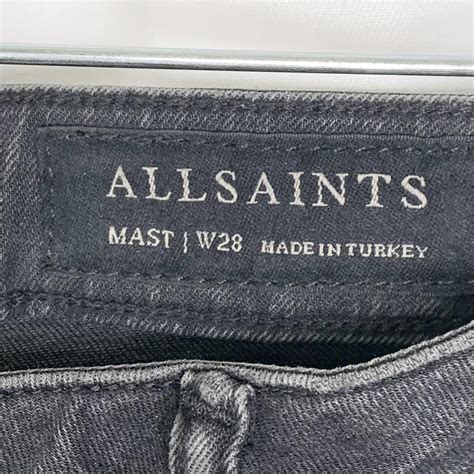 ALLSAINTS
MAST | W28 MADE IN TURKEY